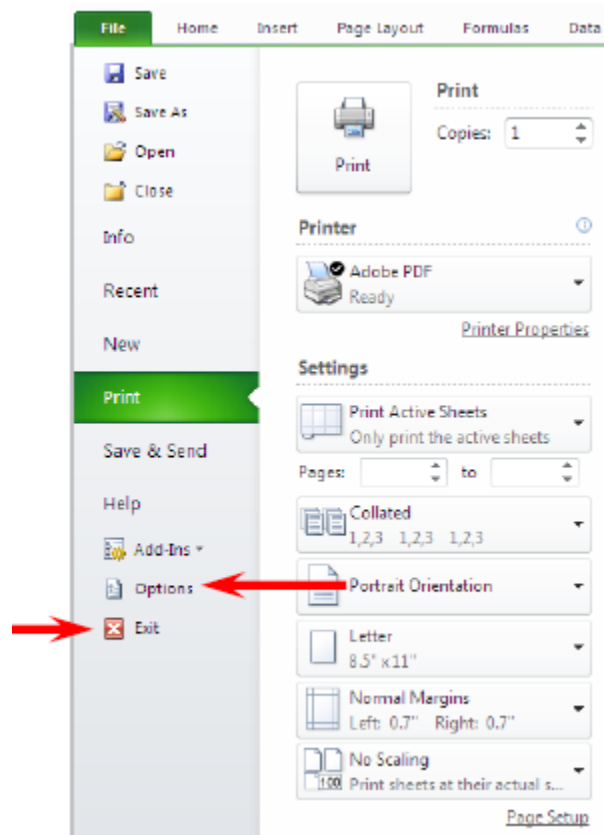 File Home Insert Page Layout Formulas Data
Save
Save As
Open
Close
Info
Recent
New
Print
Save & Send
Help
Add-Ins
Options
Exit
Print
Print
Copies: 1
Printer
Adobe PDF
Ready
Printer Properties
Settings
Print Active Sheets
Only print the active sheets
Pages: to
Collated
1,2,3 1,2,3 1,2,3
Portrait Orientation
Letter
8.5" x 11"
Normal Margins
Left: 0.7" Right: 0.7"
No Scaling
100 Print sheets at their actual s...
Page Setup